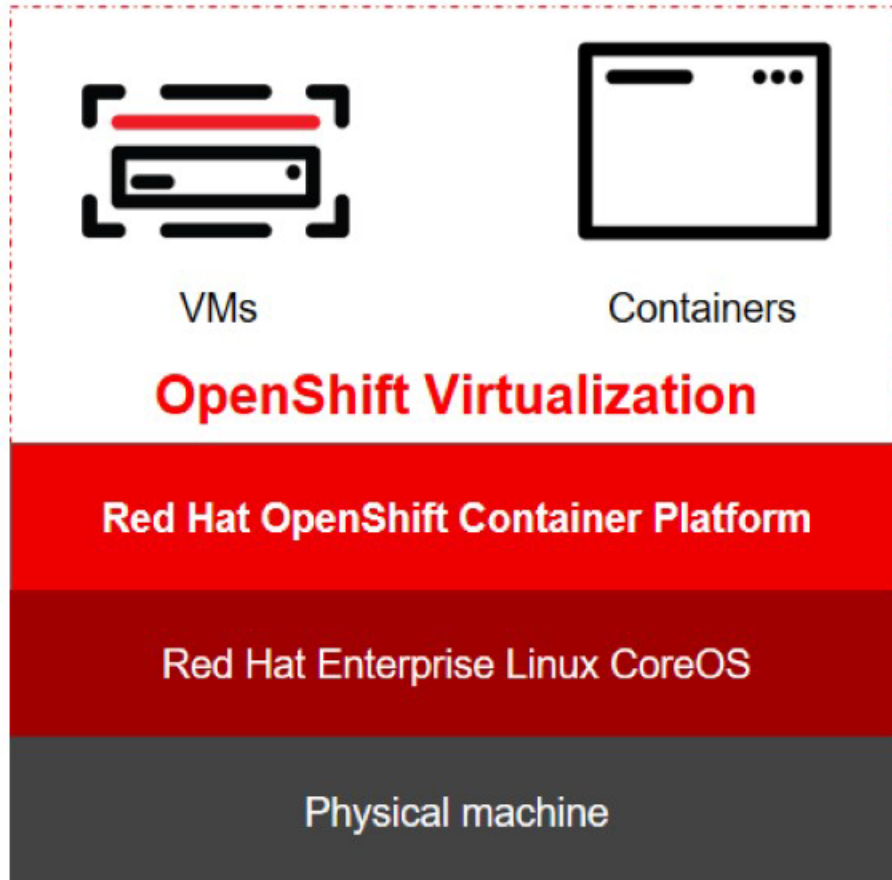 VMs
Containers
OpenShift Virtualization
Red Hat OpenShift Container Platform
Red Hat Enterprise Linux CoreOS
Physical machine